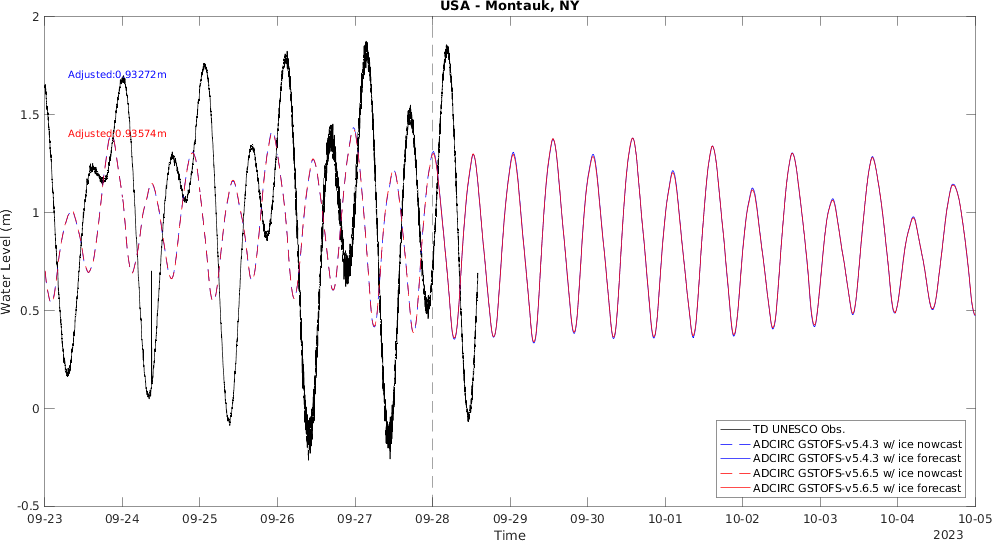 USA - Montauk, NY
2
1.5
1
0.5
0
-0.5
Water Level (m)
Adjusted:0.93272m
Adjusted:0.93574m
TD UNESCO Obs.
ADCIRC GSTOFS-v5.4.3 w/ ice nowcast
ADCIRC GSTOFS-v5.4.3 w/ ice forecast
ADCIRC GSTOFS-v5.6.5 w/ ice nowcast
ADCIRC GSTOFS-v5.6.5 w/ ice forecast
09-23 09-24 09-25 09-26 09-27 09-28 09-29 09-30 10-01 10-02 10-03 10-04 10-05
Time
2023